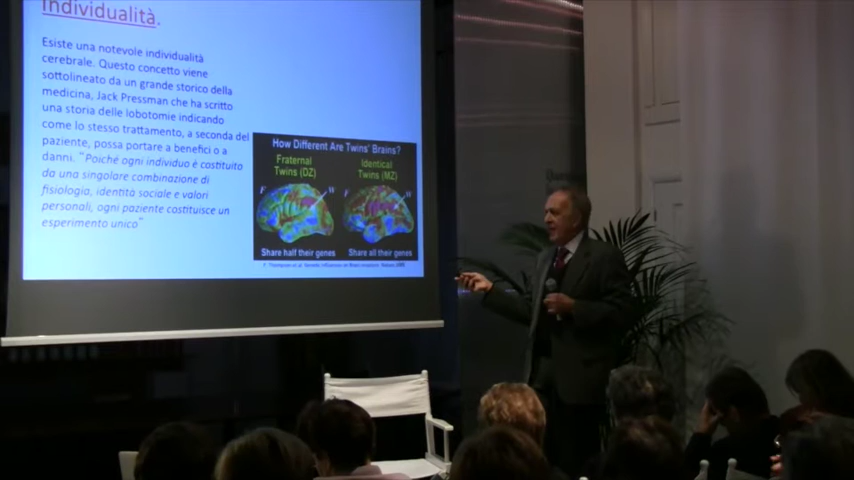 Individualità.
Esiste una notevole individualità
cerebrale. Questo concetto viene
sottolineato da un grande storico della
medicina, Jack Pressman che ha scritto
una storia delle lobotomie indicando
come lo stesso trattamento, a seconda del
paziente, possa portare a benefici o a
danni. "Poiché ogni individuo è costituito
da una singolare combinazione di
fisiologia, identità sociale e valori
personali, ogni paziente costituisce un
esperimento unico"
How Different Are Twins' Brains?
Fraternal Twins (DZ)
Identical Twins (MZ)
Share half their genes
Share all their genes